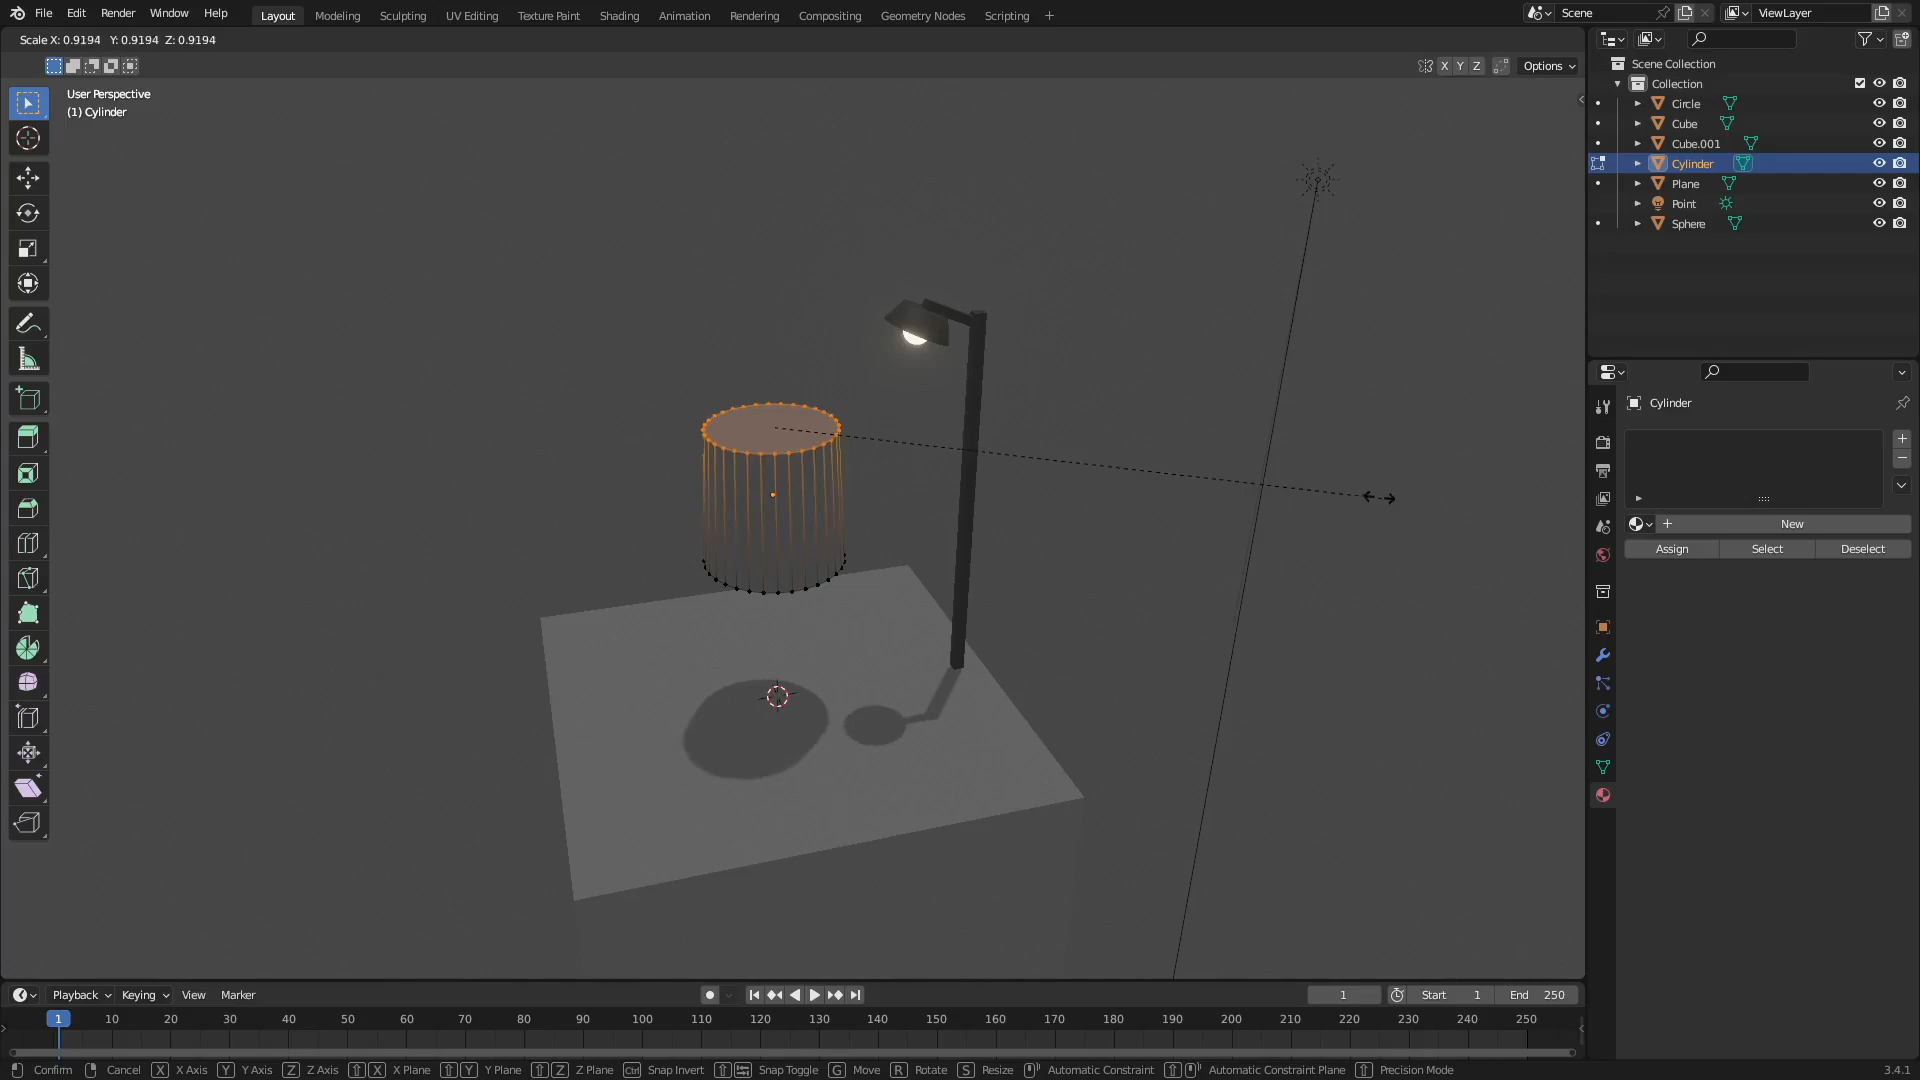 File Edit Render Window Help Layout Modeling Sculpting UV Editing Texture Paint Shading Animation Rendering Compositing Geometry Nodes Scripting + Scene ViewLayer
Scale X: 0.9194 Y: 0.9194 Z: 0.9194
X Y Z Options
User Perspective
(1) Cylinder
Scene Collection
Collection
Circle
Cube
Cube.001
Cylinder
Plane
Point
Sphere
Cylinder
New
Assign Select Deselect
Playback Keying View Marker 1 Start 1 End 250
1 10 20 30 40 50 60 70 80 90 100 110 120 130 140 150 160 170 180 190 200 210 220 230 240 250
Confirm Cancel X X Axis Y Y Axis Z Z Axis X X Plane Y Y Plane Z Z Plane Ctrl Snap Invert Snap Toggle G Move R Rotate S Resize Automatic Constraint Automatic Constraint Plane Precision Mode 3.4.1